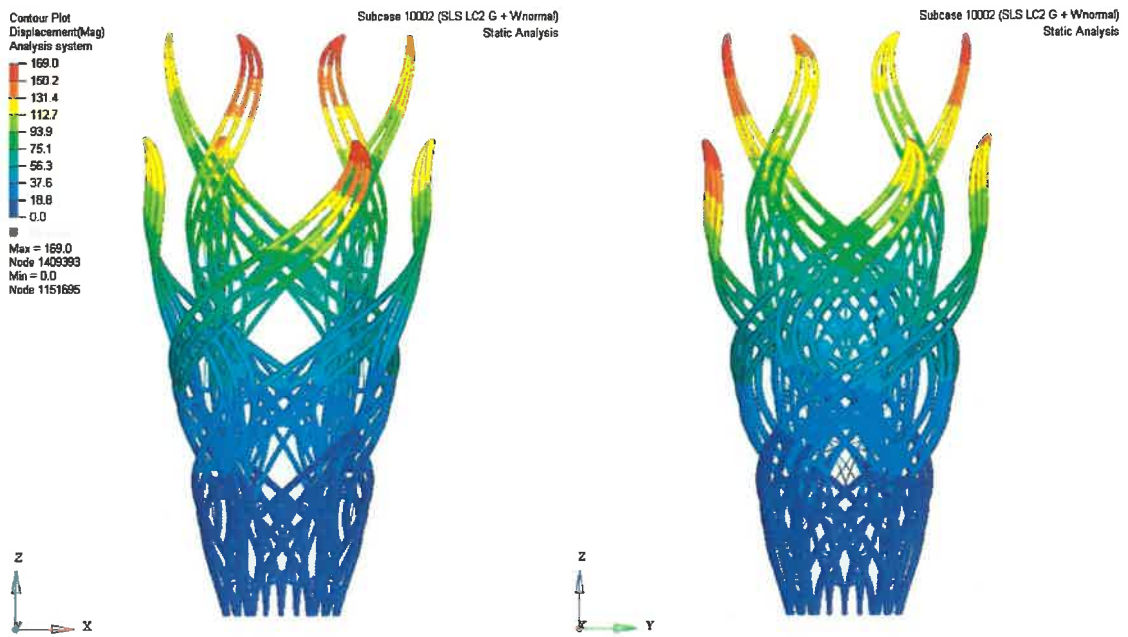 Contour Plot
Displacement(Mag)
Analysis system
169.0
150.2
131.4
112.7
93.9
75.1
56.3
37.6
18.8
0.0
Max = 169.0
Node 1409393
Min = 0.0
Node 1151695
Subcase 10002 (SLS LC2 G + Wnormal)
Static Analysis
Z
X
Subcase 10002 (SLS LC2 G + Wnormal)
Static Analysis
Z
Y